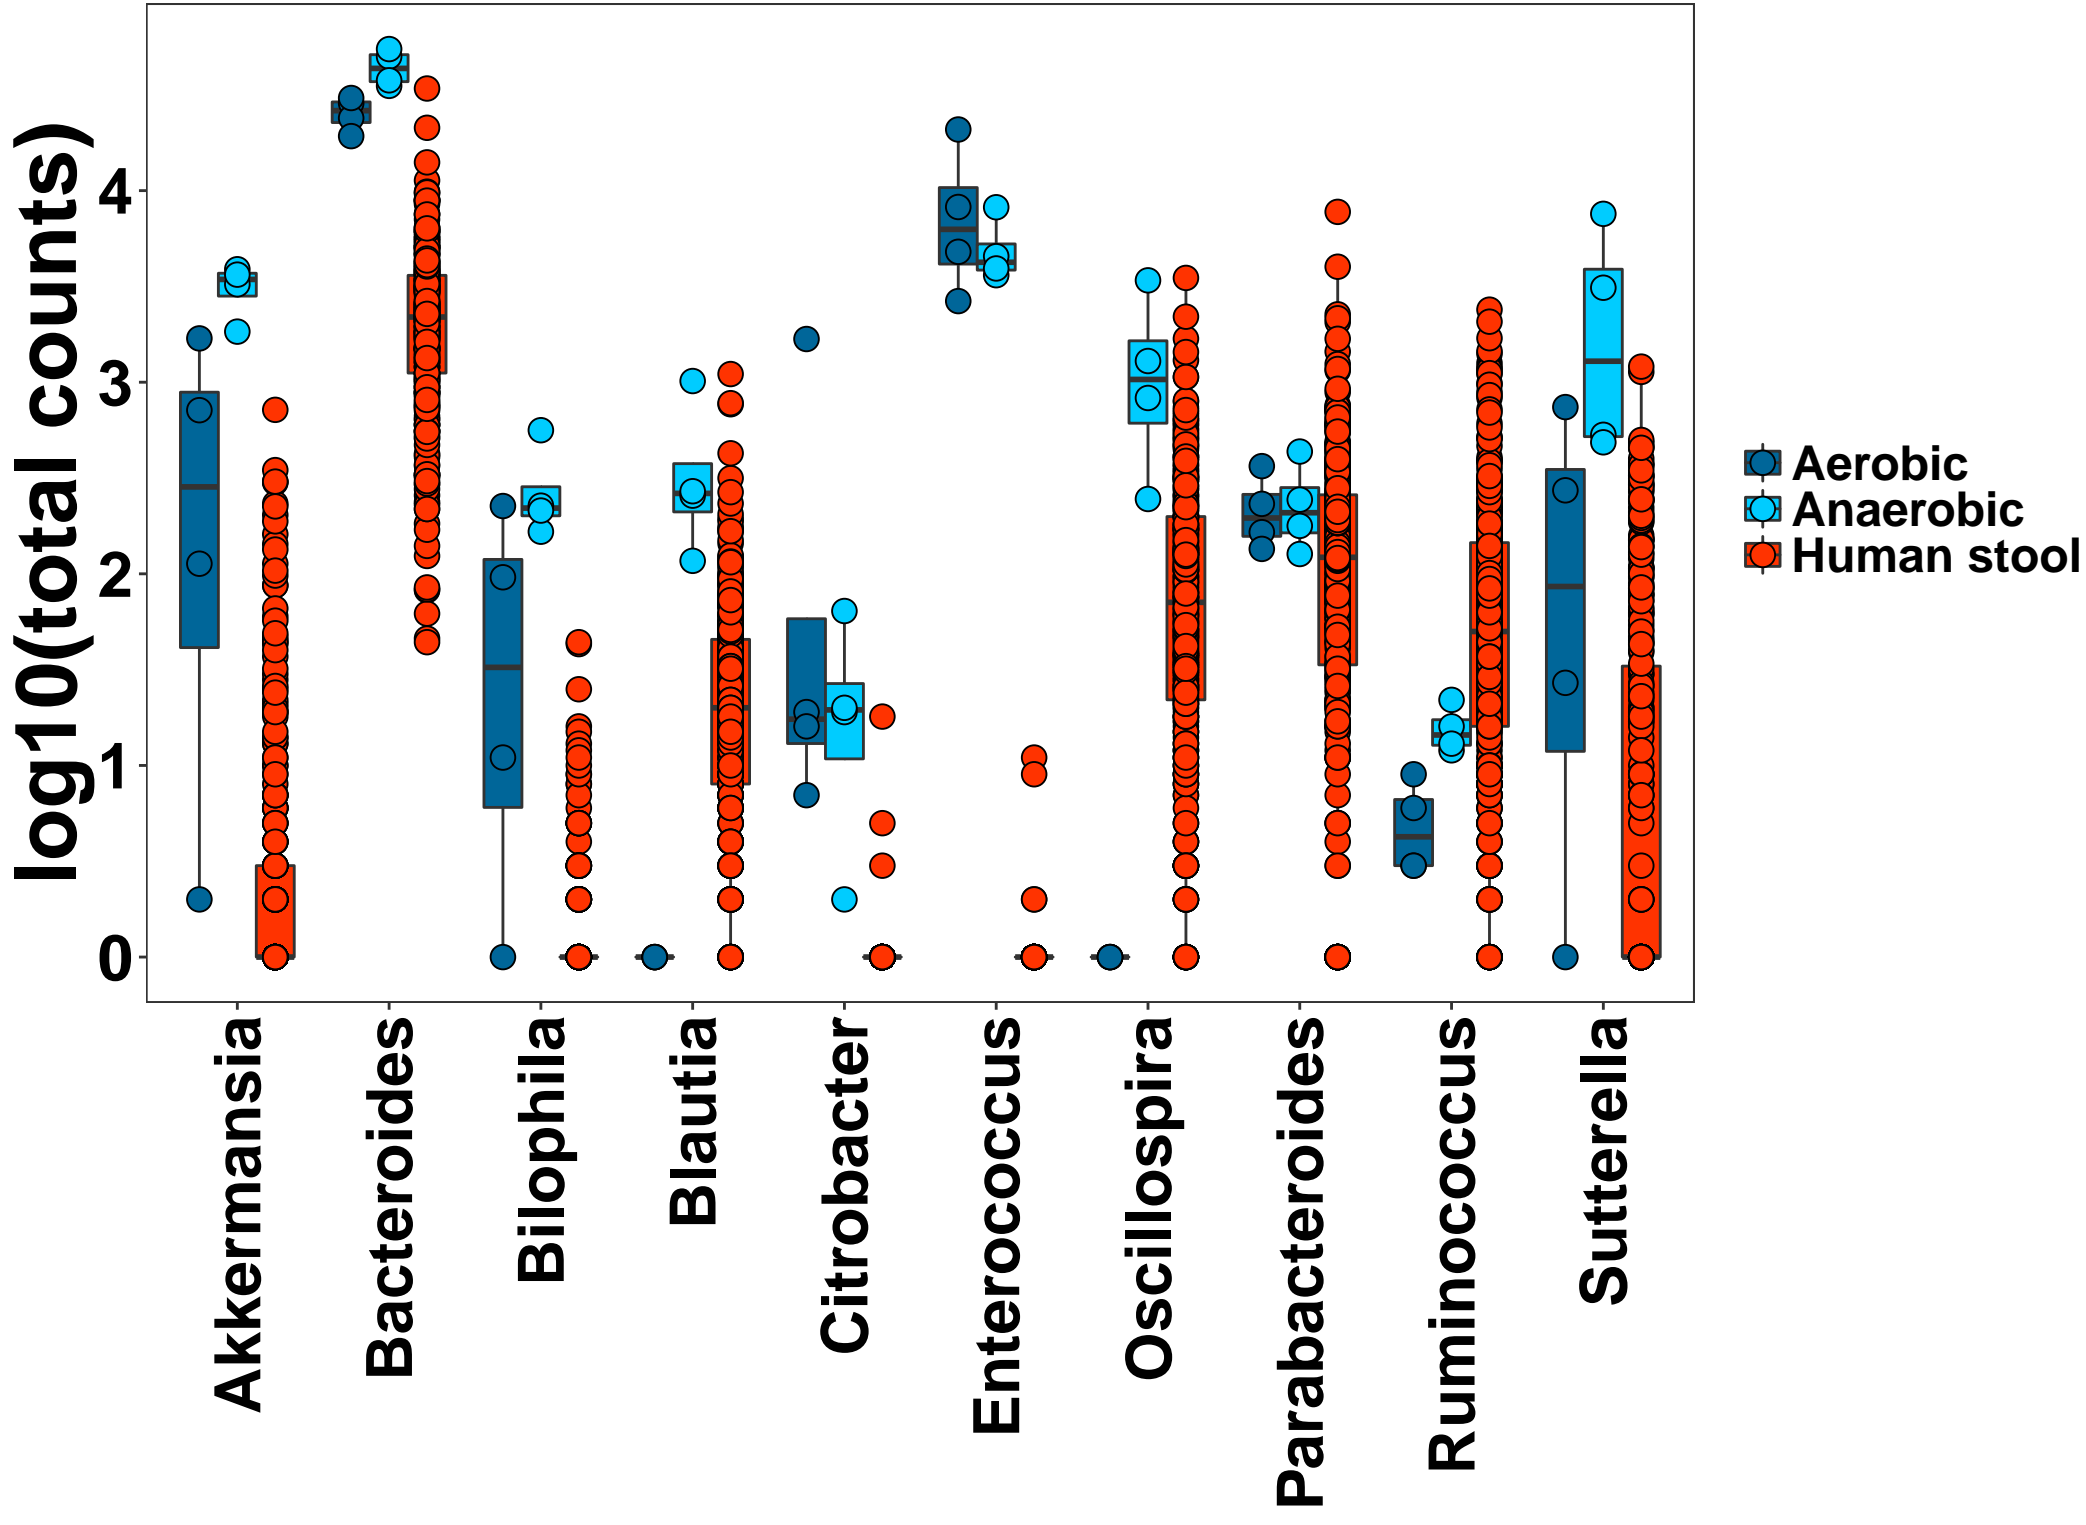 log10(total counts)
4
3
2
1
0
Akkermansia
Bacteroides
Bilophila
Blautia
Citrobacter
Enterococcus
Oscillospira
Parabacteroides
Ruminococcus
Sutterella
Aerobic
Anaerobic
Human stool